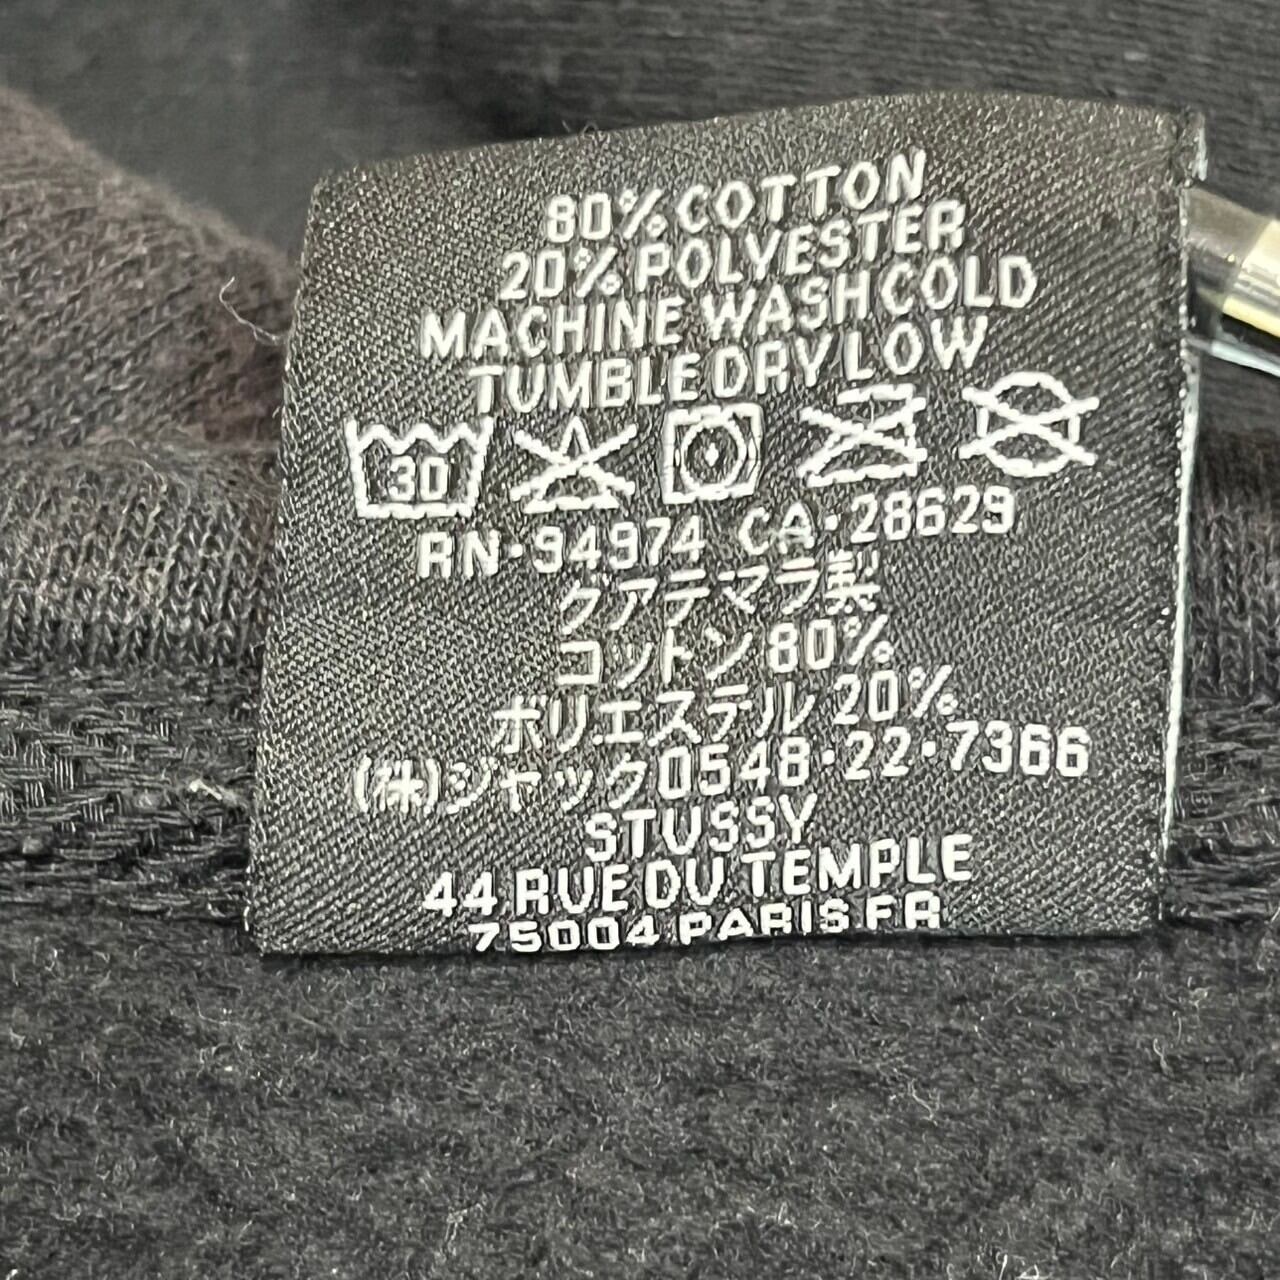 80% COTTON
20% POLYESTER
MACHINE WASH COLD
TUMBLE DRY LOW
30
RN·94974 CA·28629
グアテマラ製
コットン 80%
ポリエステル 20%
(株)ジャック0548·22·7366
STUSSY
44 RUE DU TEMPLE
75004 PARIS FR